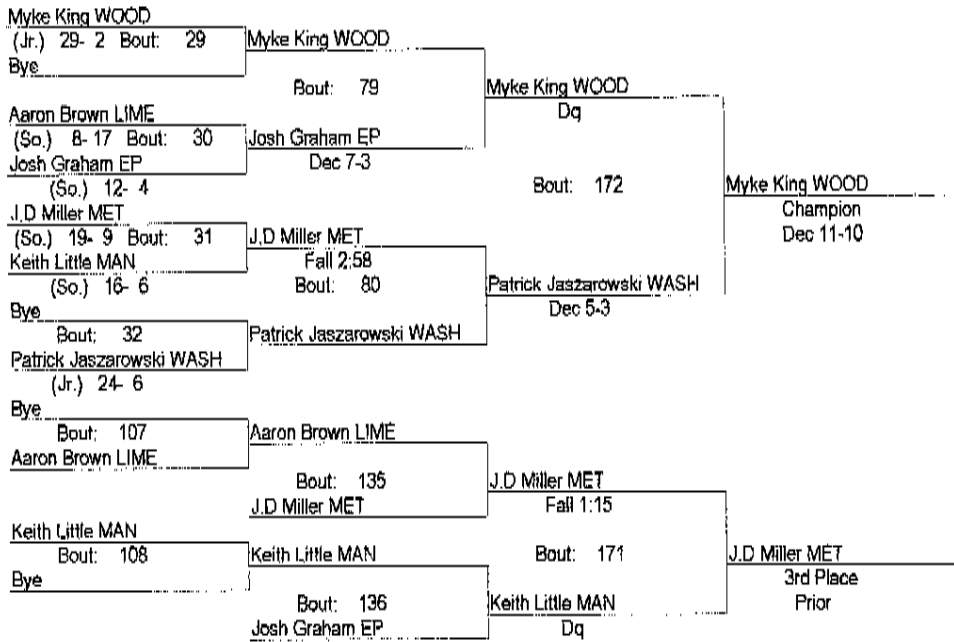 Myke King WOOD
(Jr.) 29- 2 Bout: 29
Bye
Myke King WOOD
Bout: 79
Aaron Brown LIME
(So.) 8- 17 Bout: 30
Josh Graham EP
(So.) 12- 4
Josh Graham EP
Dec 7-3
Myke King WOOD
Dq
Bout: 172
J.D Miller MET
(So.) 19- 9 Bout: 31
Keith Little MAN
(So.) 16- 6
J.D Miller MET
Fall 2:58
Bout: 80
Bye
Bout: 32
Patrick Jaszarowski WASH
(Jr.) 24- 6
Patrick Jaszarowski WASH
Patrick Jaszarowski WASH
Dec 5-3
Myke King WOOD
Champion
Dec 11-10
Bye
Bout: 107
Aaron Brown LIME
Aaron Brown LIME
Bout: 135
J.D Miller MET
J.D Miller MET
Fall 1:15
Bout: 171
Keith Little MAN
Bout: 108
Bye
Keith Little MAN
Bout: 136
Josh Graham EP
Keith Little MAN
Dq
J.D Miller MET
3rd Place
Prior